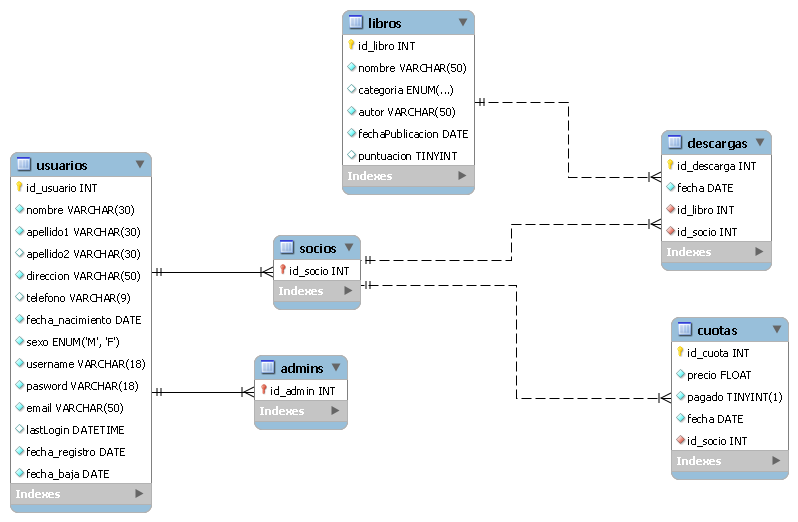 libros
id_libro INT
nombre VARCHAR(50)
categoria ENUM(...)
autor VARCHAR(50)
fechaPublicacion DATE
puntuacion TINYINT
Indexes
usuarios
id_usuario INT
nombre VARCHAR(30)
apellido1 VARCHAR(30)
apellido2 VARCHAR(30)
direccion VARCHAR(50)
telefono VARCHAR(9)
fecha_nacimiento DATE
sexo ENUM('M', 'F')
username VARCHAR(18)
pasword VARCHAR(18)
email VARCHAR(50)
lastLogin DATETIME
fecha_registro DATE
fecha_baja DATE
Indexes
socios
id_socio INT
Indexes
admins
id_admin INT
Indexes
descargas
id_descarga INT
fecha DATE
id_libro INT
id_socio INT
Indexes
cuotas
id_cuota INT
precio FLOAT
pagado TINYINT(1)
fecha DATE
id_socio INT
Indexes